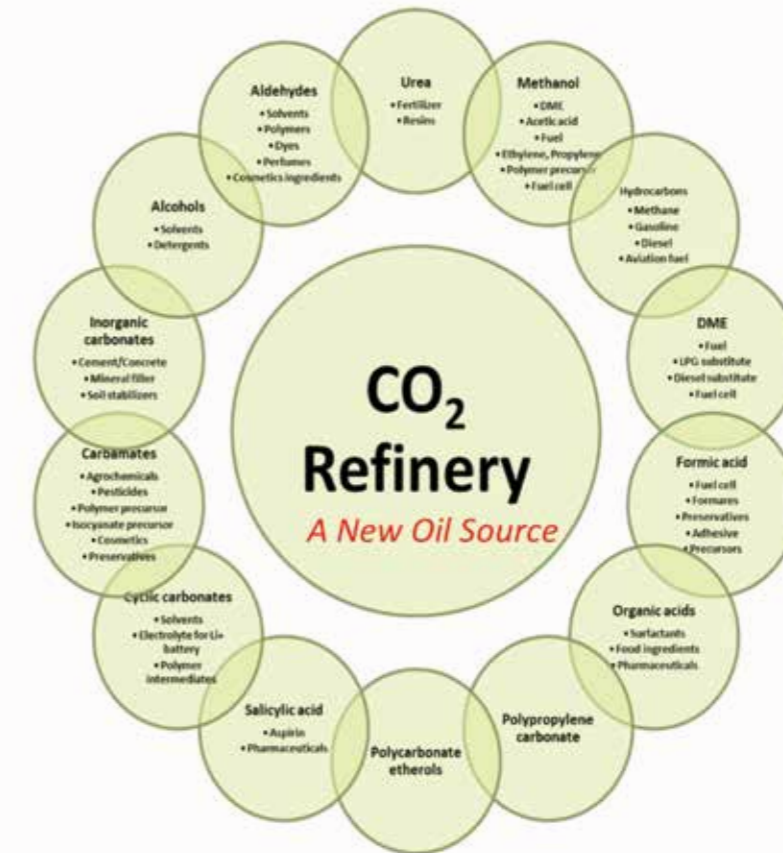 Urea
• Fertilizer
• Resins
Methanol
• DME
• Acetic acid
• Fuel
• Ethylene, Propylene
• Polymer precursor
• Fuel cell
Hydrocarbons
• Methane
• Gasoline
• Diesel
• Aviation fuel
DME
• Fuel
• LPG substitute
• Diesel substitute
• Fuel cell
Formic acid
• Fuel cell
• Formares
• Preservatives
• Adhesive
• Precursors
Organic acids
• Surfactants
• Food ingredients
• Pharmaceuticals
Polypropylene
carbonate
Polycarbonate
etherols
Salicylic acid
• Aspirin
• Pharmaceuticals
Cyclic carbonates
• Solvents
• Electrolyte for Li+
battery
• Polymer
intermediates
Carbamates
• Agrochemicals
• Pesticides
• Polymer precursor
• Isocyanate precursor
• Cosmetics
• Preservatives
Inorganic
carbonates
• Cement/Concrete
• Mineral filler
• Soil stabilizers
Alcohols
• Solvents
• Detergents
Aldehydes
• Solvents
• Polymers
• Dyes
• Perfumes
• Cosmetics ingredients
CO₂
Refinery
A New Oil Source